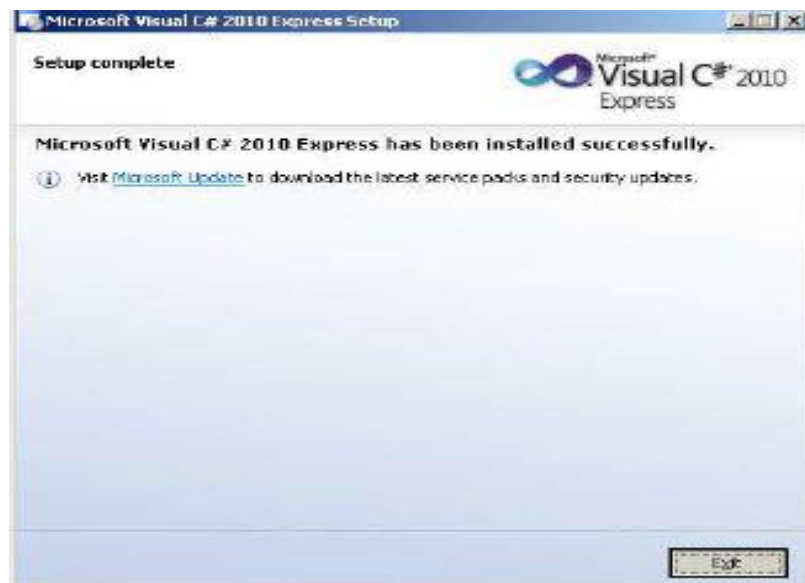 Microsoft Visual C# 2010 Express Setup
Setup complete
Microsoft
Visual C# 2010
Express
Microsoft Visual C# 2010 Express has been installed successfully.
Visit Microsoft Update to download the latest service packs and security updates.
Exit